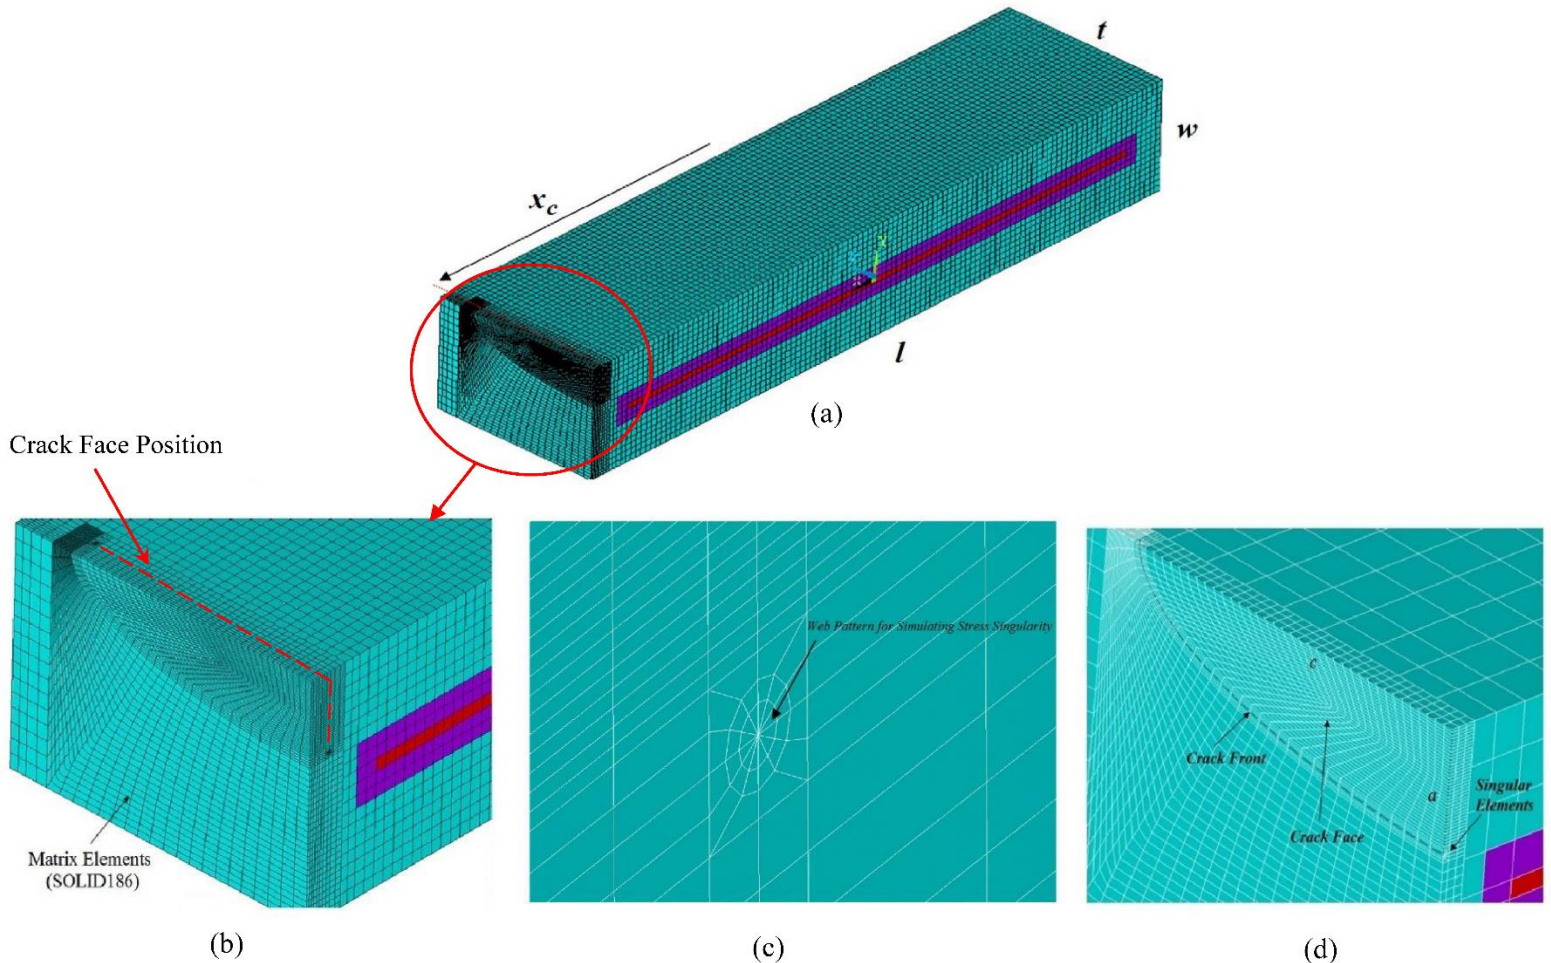 t
w
x_c
l
(a)
Crack Face Position
Web Pattern for Simulating Stress Singularity
c
Crack Front
a
Singular
Elements
Crack Face
Matrix Elements
(SOLID186)
(b)
(c)
(d)